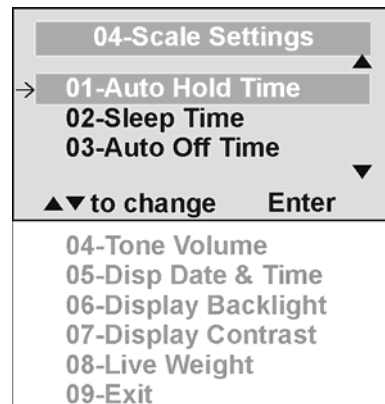 04-Scale Settings
▲
→ 01-Auto Hold Time
02-Sleep Time
03-Auto Off Time
▼
▲▼to change Enter
04-Tone Volume
05-Disp Date & Time
06-Display Backlight
07-Display Contrast
08-Live Weight
09-Exit